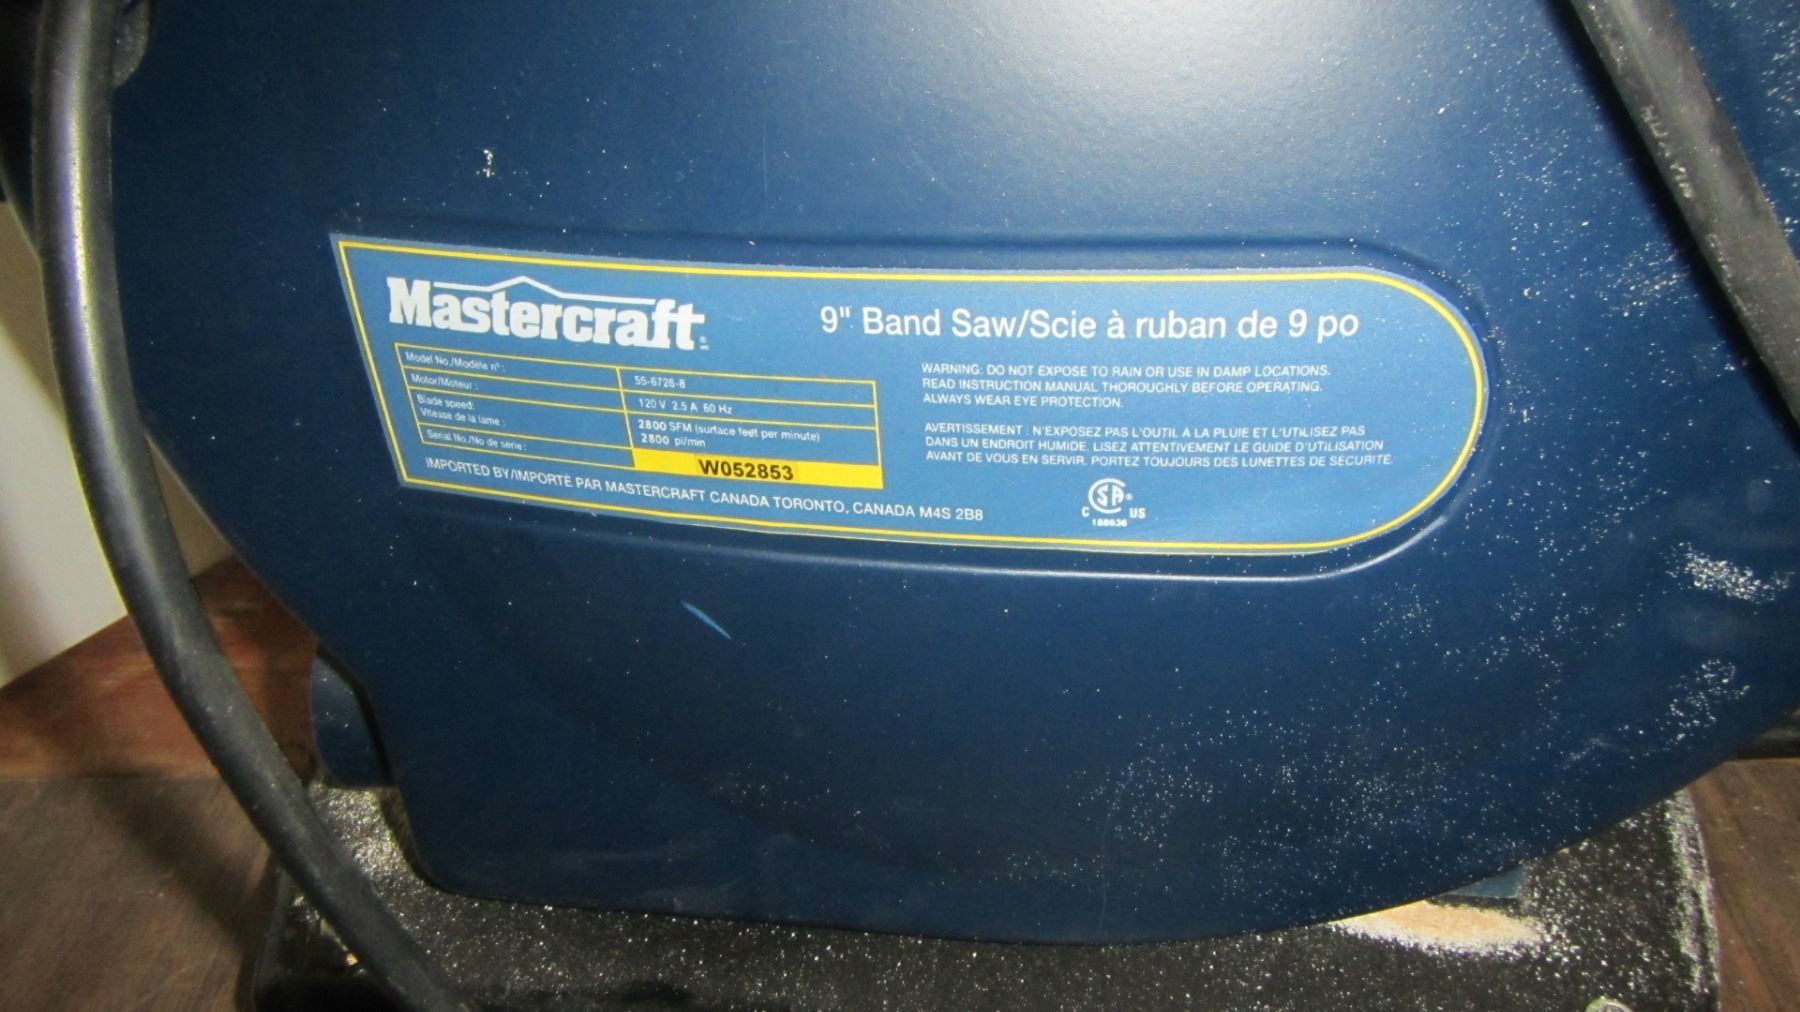 Mastercraft
9" Band Saw/Scie à ruban de 9 po
Model No./Modèle nº: 55-6726-8
Motor/Moteur : 120 V 2.5 A 60 Hz
Blade speed: 2800 SFM (surface feet per minute)
Vitesse de la lame : 2800 pi/min
Serial No./No de série : W052853
IMPORTED BY/IMPORTÉ PAR MASTERCRAFT CANADA TORONTO, CANADA M4S 2B8
WARNING: DO NOT EXPOSE TO RAIN OR USE IN DAMP LOCATIONS.
READ INSTRUCTION MANUAL THOROUGHLY BEFORE OPERATING.
ALWAYS WEAR EYE PROTECTION.
AVERTISSEMENT : N'EXPOSEZ PAS L'OUTIL À LA PLUIE ET L'UTILISEZ PAS
DANS UN ENDROIT HUMIDE. LISEZ ATTENTIVEMENT LE GUIDE D'UTILISATION
AVANT DE VOUS EN SERVIR. PORTEZ TOUJOURS DES LUNETTES DE SECURITE.
C SA® US
188636